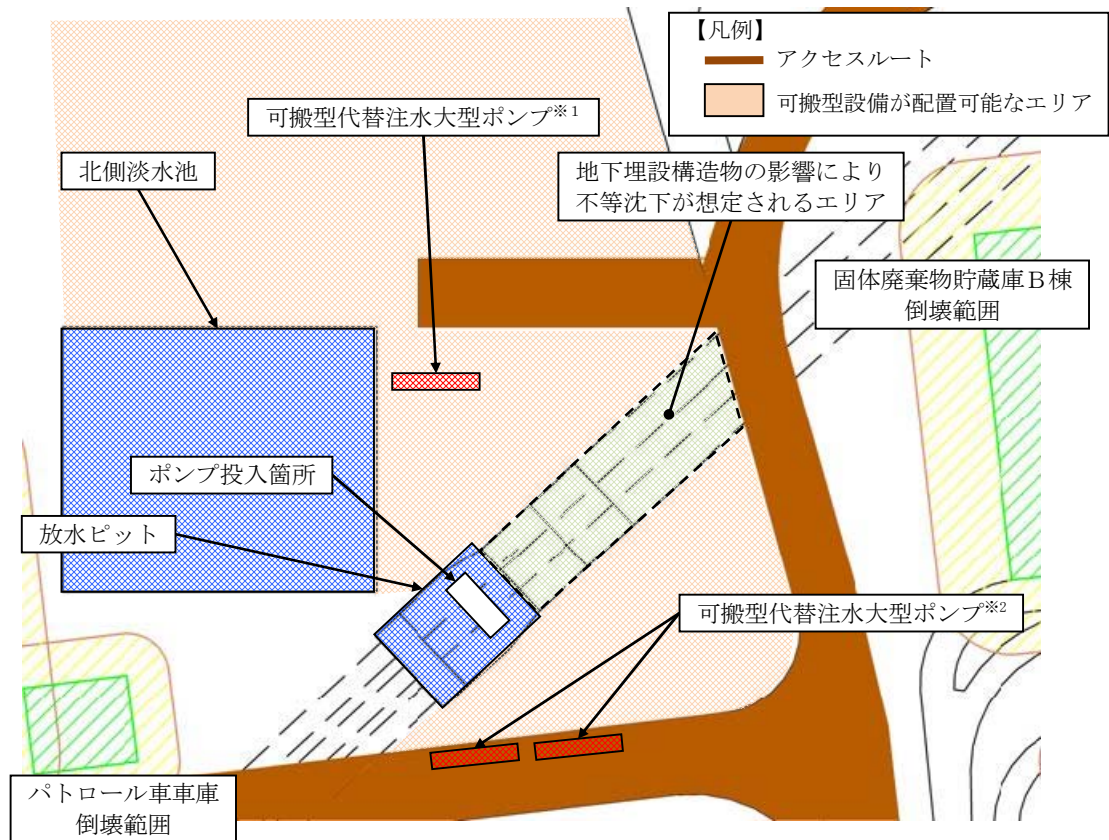 【凡例】
アクセスルート
可搬型設備が配置可能なエリア
可搬型代替注水大型ポンプ※1
北側淡水池
地下埋設構造物の影響により
不等沈下が想定されるエリア
固体廃棄物貯蔵庫B棟
倒壊範囲
ポンプ投入箇所
放水ピット
可搬型代替注水大型ポンプ※2
パトロール車車庫
倒壊範囲